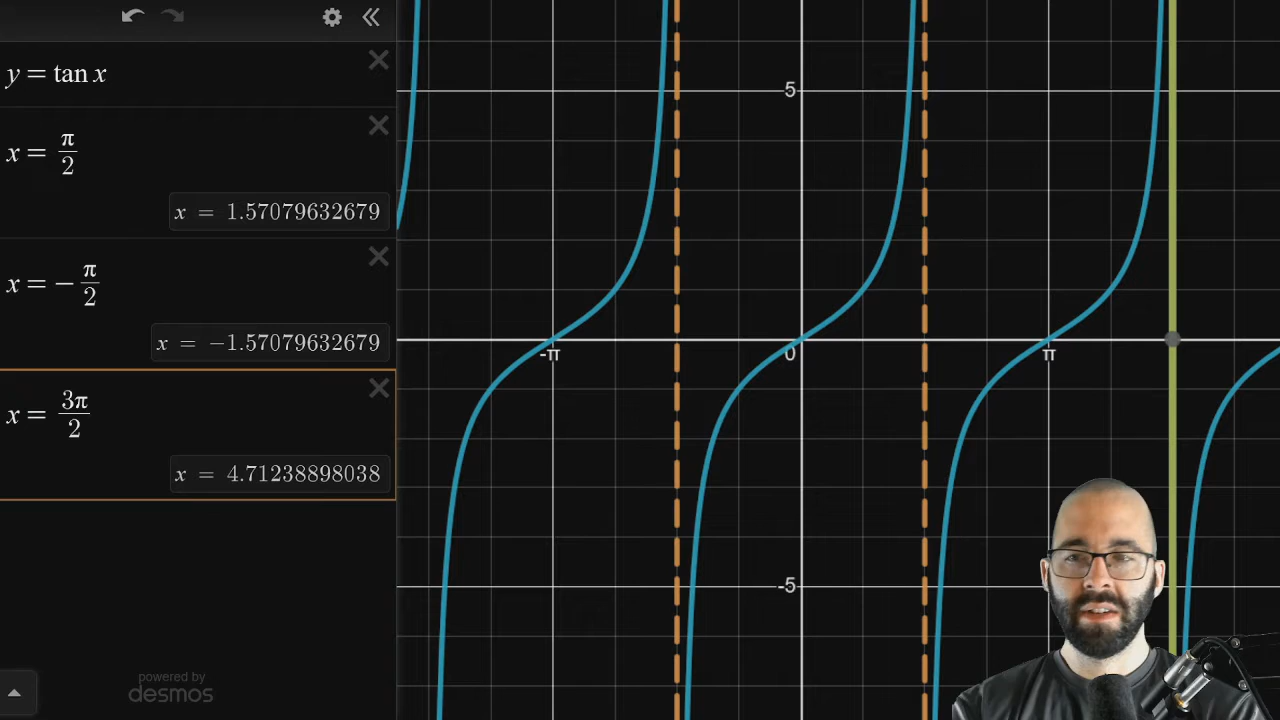 y = tan x
x = π/2
x = 1.57079632679
x = −π/2
x = −1.57079632679
x = 3π/2
x = 4.71238898038
powered by
desmos
5
-π
0
π
-5